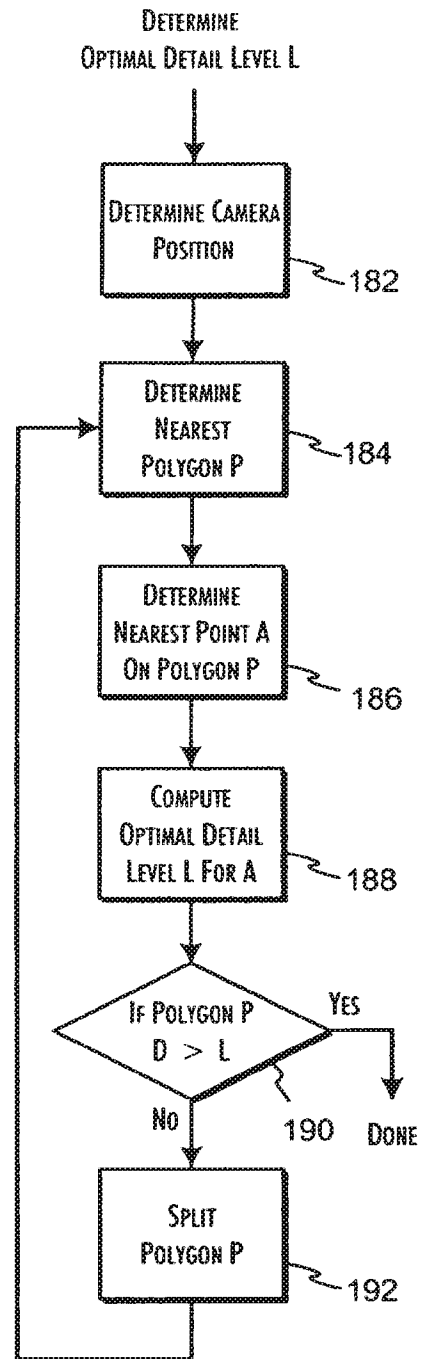 DETERMINE
OPTIMAL DETAIL LEVEL L
DETERMINE CAMERA
POSITION
182
DETERMINE
NEAREST
POLYGON P
184
DETERMINE
NEAREST POINT A
ON POLYGON P
186
COMPUTE
OPTIMAL DETAIL
LEVEL L FOR A
188
IF POLYGON P
D > L
YES
190
DONE
NO
SPLIT
POLYGON P
192